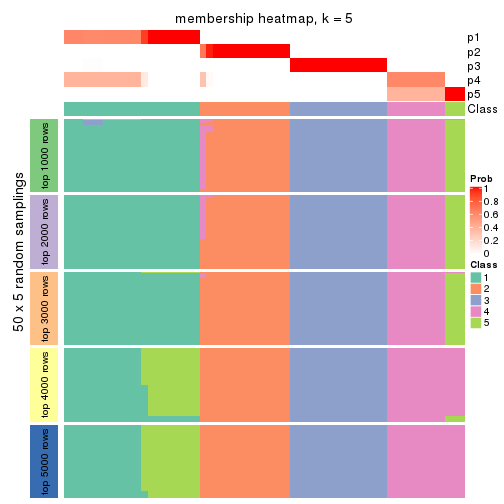 membership heatmap, k = 5
p1
p2
p3
p4
p5
Class
50 x 5 random samplings
top 1000 rows
top 2000 rows
top 3000 rows
top 4000 rows
top 5000 rows
Prob
1
0.8
0.6
0.4
0.2
0
Class
1
2
3
4
5